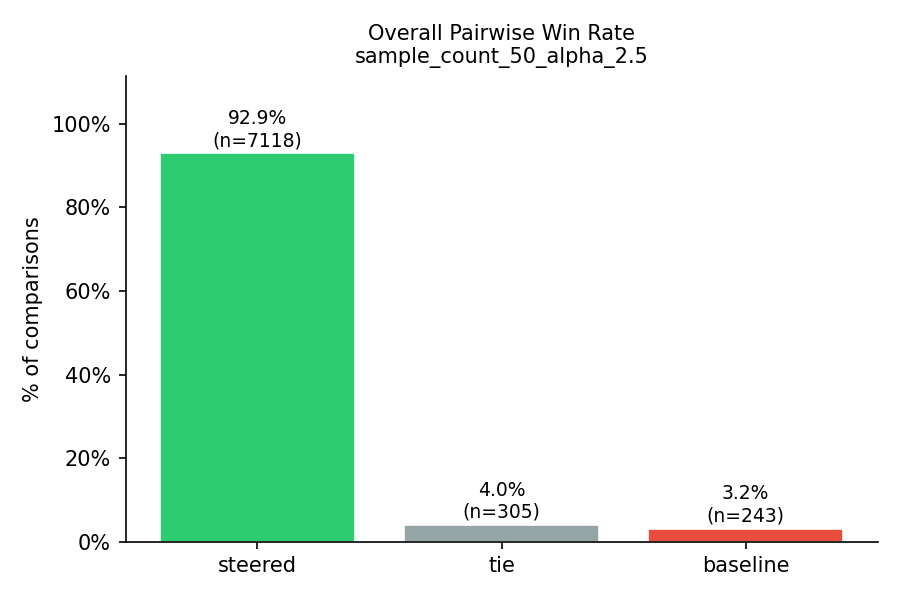 Overall Pairwise Win Rate
sample_count_50_alpha_2.5
% of comparisons
100%
80%
60%
40%
20%
0%
92.9%
(n=7118)
4.0%
(n=305)
3.2%
(n=243)
steered
tie
baseline